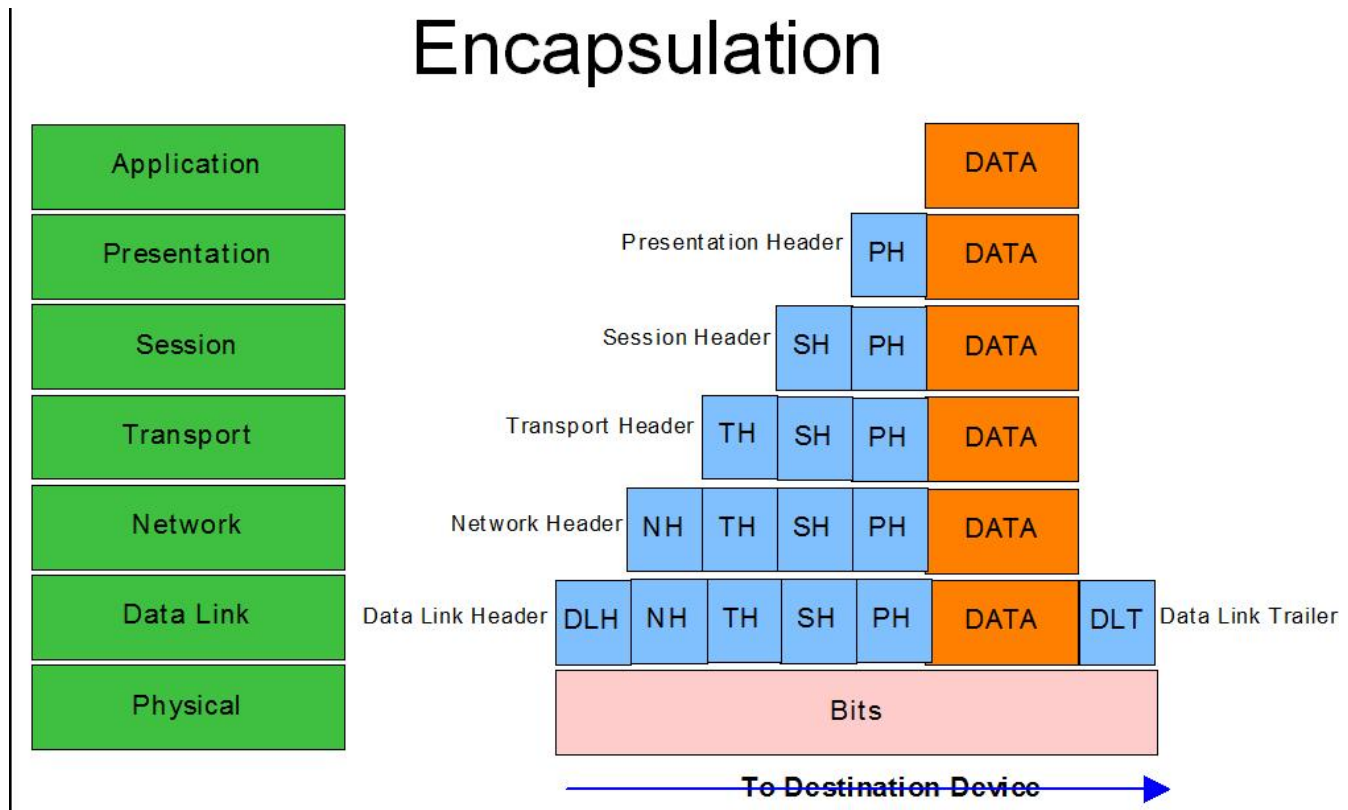 Encapsulation
Application
DATA
Presentation
Presentation Header
PH
DATA
Session
Session Header
SH
PH
DATA
Transport
Transport Header
TH
SH
PH
DATA
Network
Network Header
NH
TH
SH
PH
DATA
Data Link
Data Link Header
DLH
NH
TH
SH
PH
DATA
DLT
Data Link Trailer
Physical
Bits
To Destination Device